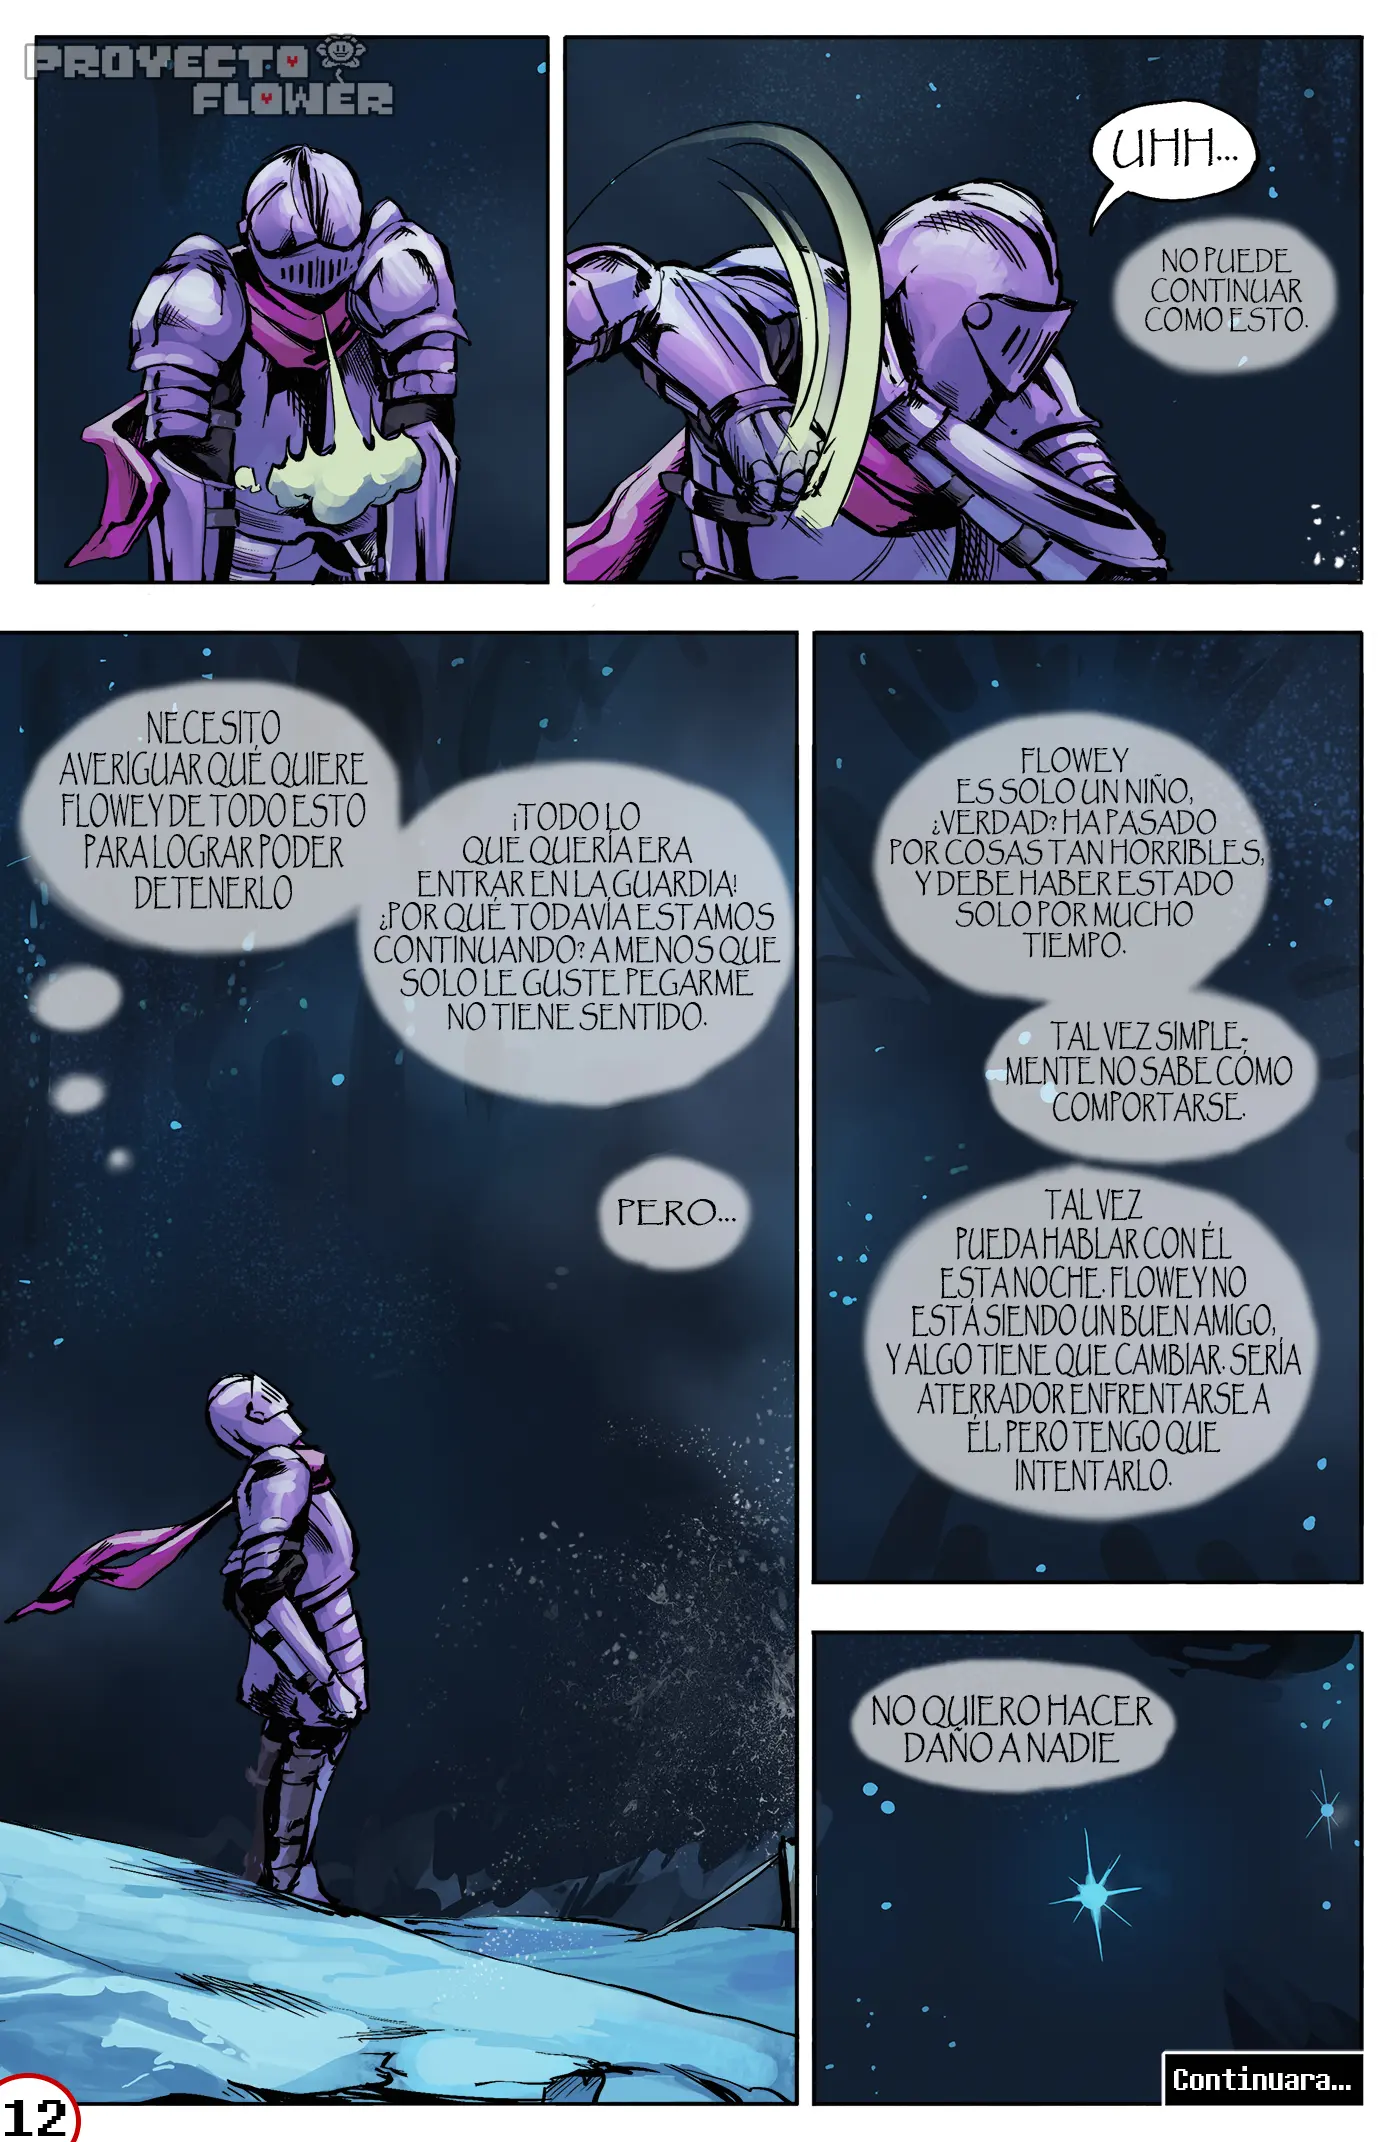 PROYECTO
FLOWER
UHH...
NO PUEDE
CONTINUAR
COMO ESTO.
NECESITO
AVERIGUAR QUÉ QUIERE
FLOWEY DE TODO ESTO
PARA LOGRAR PODER
DETENERLO
¡TODO LO
QUE QUERÍA ERA
ENTRAR EN LA GUARDIA!
¿POR QUÉ TODAVÍA ESTAMOS
CONTINUANDO? A MENOS QUE
SOLO LE GUSTE PEGARME
NO TIENE SENTIDO.
PERO...
FLOWEY
ES SOLO UN NIÑO,
¿VERDAD? HA PASADO
POR COSAS TAN HORRIBLES,
Y DEBE HABER ESTADO
SOLO POR MUCHO
TIEMPO.
TAL VEZ SIMPLE-
MENTE NO SABE CÓMO
COMPORTARSE.
TAL VEZ
PUEDA HABLAR CON ÉL
ESTA NOCHE. FLOWEY NO
ESTÁ SIENDO UN BUEN AMIGO,
Y ALGO TIENE QUE CAMBIAR. SERÍA
ATERRADOR ENFRENTARSE A
ÉL, PERO TENGO QUE
INTENTARLO.
NO QUIERO HACER
DAÑO A NADIE
Continuara...
12